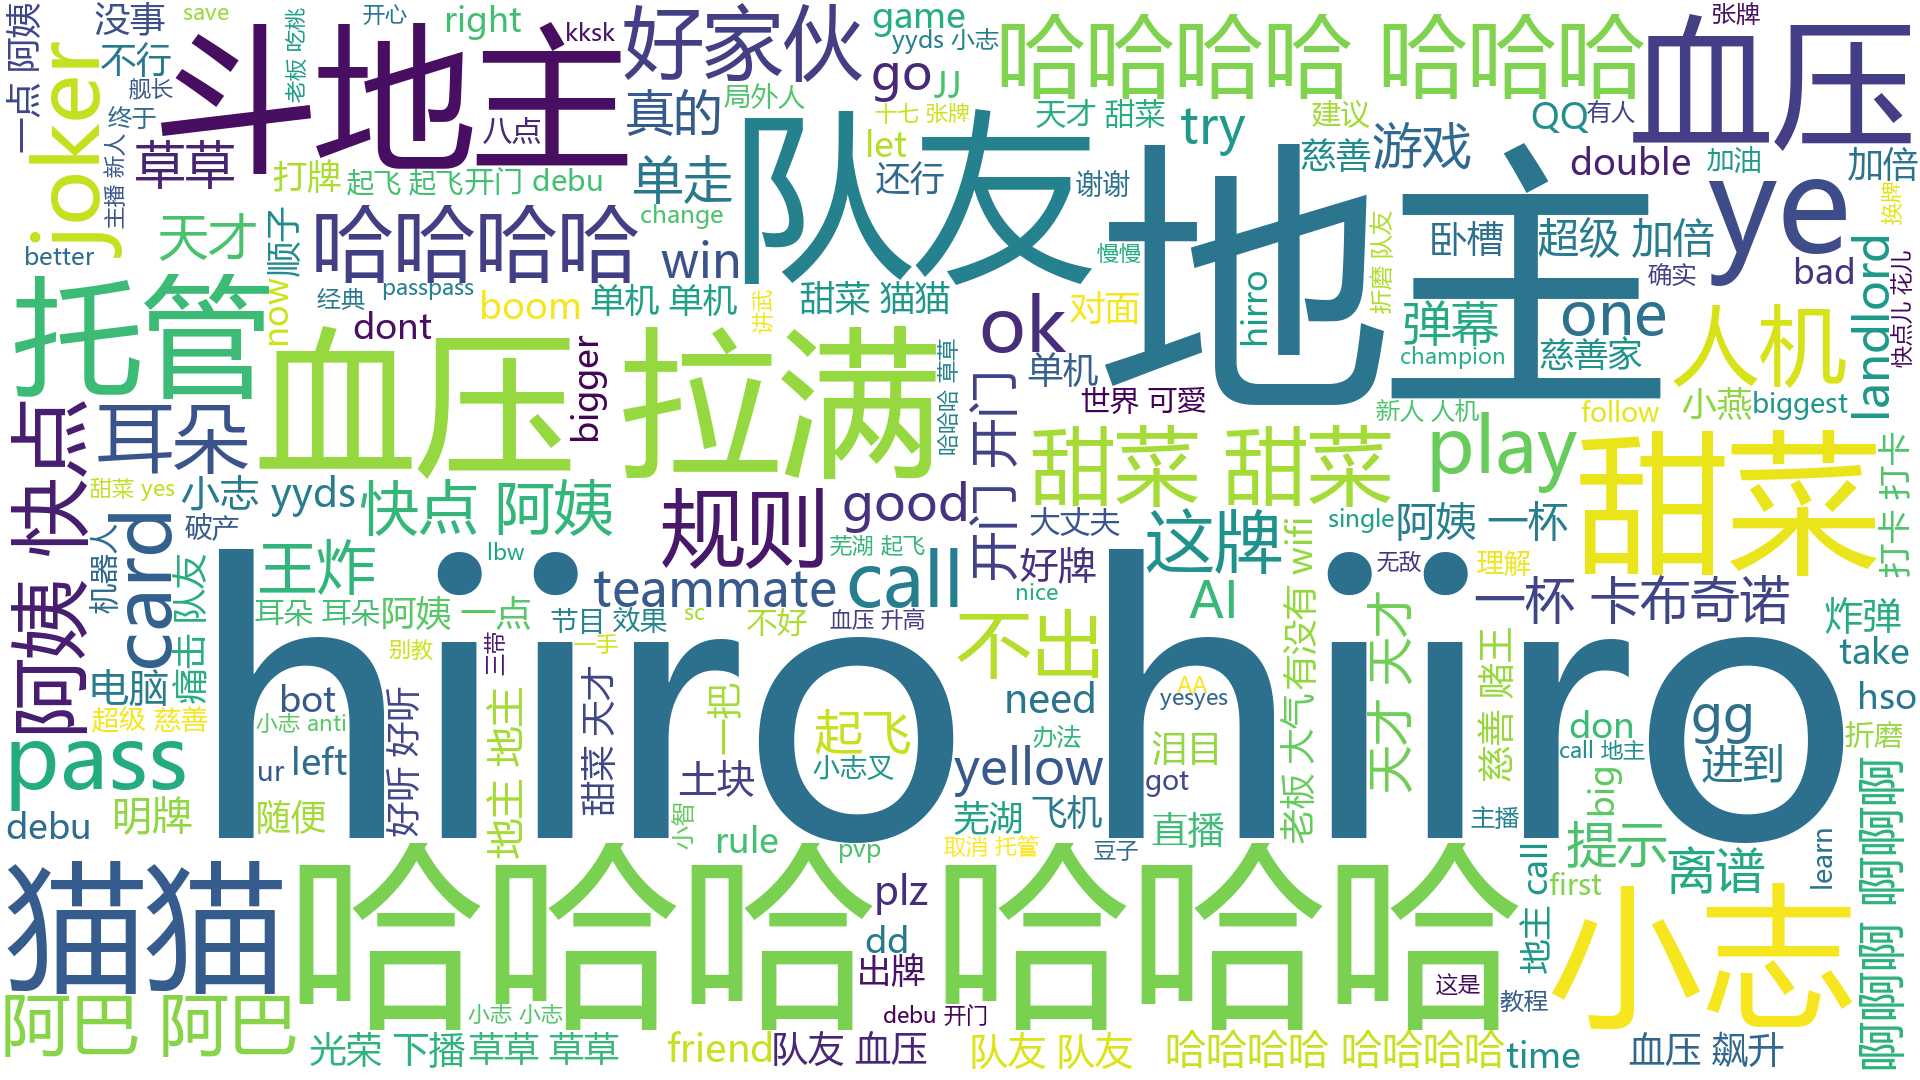 斗地主
队友
地主
血压
好家伙
哈哈哈哈 哈哈哈
没事
save
开心
right
kksk
game
yyds 小志
go
JJ
张牌
一点 阿姨
不行
老板 吃桃
舰长
joker
终于
草草
主播 新人
八点
真的
局外人
十七 张牌
天才 甜菜
try
建议
QQ
有人
游戏
慈善
double
加油
加倍
let
还行
谢谢
打牌
起飞 起飞
开门 debu
单走
ye
换牌
天才
顺子
哈哈哈哈
change
win
慢慢
折磨 队友
卧槽
超级 加倍
确实
bad
landlord
快点儿 花儿
better
托管
now
经典
passpass
dont
boom
单机 单机
讲武
甜菜 猫猫
ok
对面
hirro
弹幕
one
慈善家
人机
血压 拉满
bigger
哈哈哈 草草
单机
champion
世界 可愛
新人 人机
follow
小燕
biggest
阿姨 快点
耳朵
开门 开门
甜菜 甜菜
play
甜菜
打卡 打卡
甜菜 yes
小志 yyds
快点 阿姨
规则
good
大丈夫
single
阿姨 一杯
破产
机器人
card
王炸
lbw
芜湖 起飞
好牌
这牌
wifi
无敌
理解
痛击 队友
teammate
call
nice
AI
一杯 卡布奇诺
hiiro hiiro
耳朵 耳朵
阿姨 一点
节目 效果
sc
不好
血压 升高
不出
天才 天才
炸弹
take
电脑
别教
三带
一手
AA
yesyes
need
老板 大气
有没有
慈善 赌王
hso
超级 慈善
bot
小志 anti
好听 好听
地主 地主
甜菜 天才
一把
起飞
办法
泪目
don
gg
折磨
pass
ur
left
土块
小志叉
yellow
got
call 地主
进到
big
明牌
debu
随便
小智
rule
芜湖
飞机
直播
主播
pvp
取消 托管
豆子
提示
离谱
learn
猫猫
哈哈哈 哈哈哈
plz
call
first
小志
啊啊啊 啊啊啊
dd
出牌
地主
这是
教程
阿巴 阿巴
小志 小志
debu 开门
光荣 下播
草草 草草
friend
队友 血压
队友 队友
哈哈哈哈 哈哈哈哈
time
血压 飙升